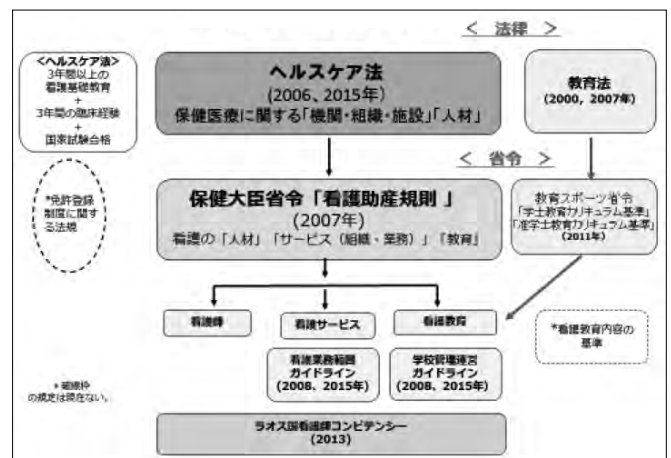 ＜ 法律 ＞
<ヘルスケア法>
3年間以上の
看護基礎教育
+
3年間の臨床経験
+
国家試験合格
ヘルスケア法
(2006、2015年)
保健医療に関する「機関・組織・施設」「人材」
教育法
(2000, 2007年)
＜ 省令 ＞
*免許登録
制度に関す
る法規
保健大臣省令「看護助産規則 」
(2007年)
看護の「人材」「サービス（組織・業務）」「教育」
教育スポーツ省令
「学士教育カリキュラム基準」
「准学士教育カリキュラム基準」
(2011年)
看護師
看護サービス
看護教育
*看護教育内容の
基準
看護業務範囲
ガイドライン
(2008、2015年)
学校管理運営
ガイドライン
(2008、2015年)
*破線枠
の規定は現在ない。
ラオス国看護師コンピテンシー
(2013)